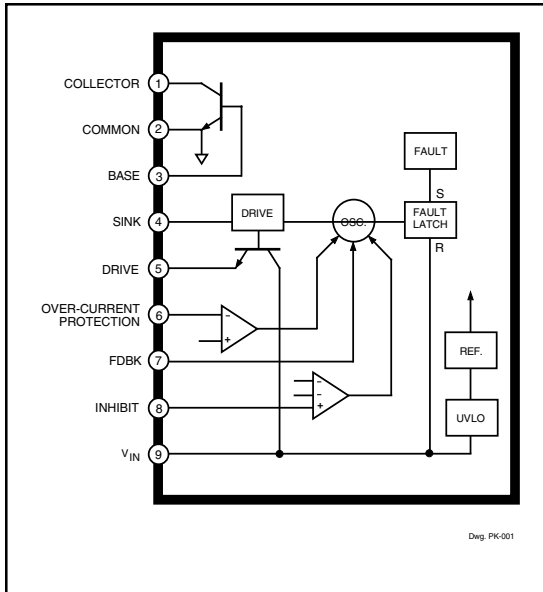 COLLECTOR 1
COMMON 2
BASE 3
SINK 4
DRIVE 5
OVER-CURRENT
PROTECTION 6
FDBK 7
INHIBIT 8
VIN 9
DRIVE
OSC.
FAULT
S
FAULT
LATCH
R
−
+
−
−
+
REF.
UVLO
Dwg. PK-001